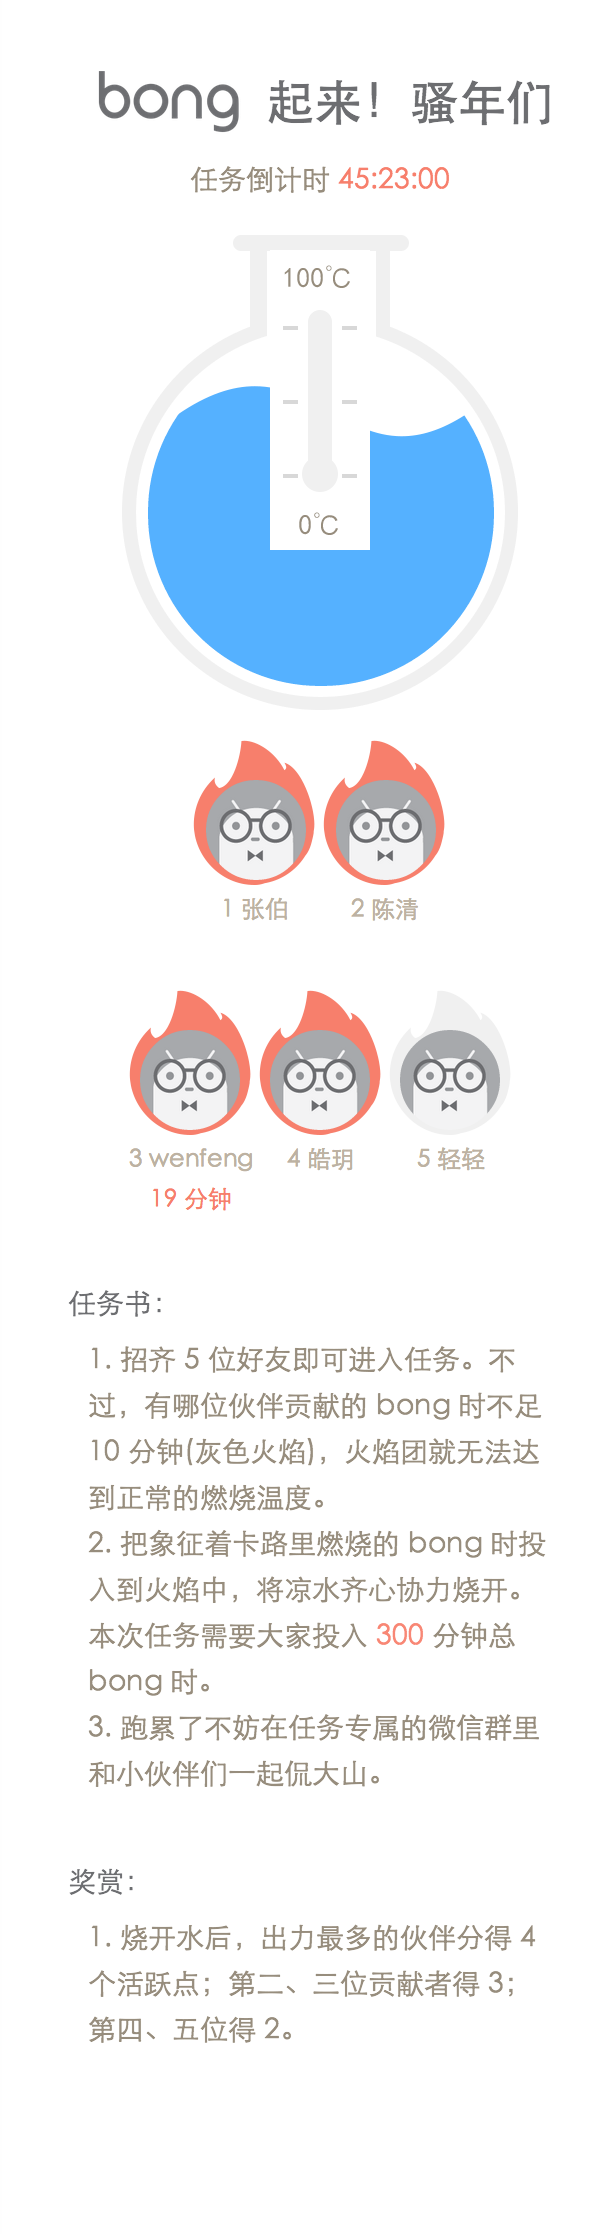 bong 起来！骚年们
任务倒计时 45:23:00
100℃
0℃
1 张伯 2 陈清
3 wenfeng 4 皓玥 5 轻轻
19 分钟
任务书：
1. 招齐 5 位好友即可进入任务。不
过，有哪位伙伴贡献的 bong 时不足
10 分钟(灰色火焰)，火焰团就无法达
到正常的燃烧温度。
2. 把象征着卡路里燃烧的 bong 时投
入到火焰中，将凉水齐心协力烧开。
本次任务需要大家投入 300 分钟总
bong 时。
3. 跑累了不妨在任务专属的微信群里
和小伙伴们一起侃大山。
奖赏：
1. 烧开水后，出力最多的伙伴分得 4
个活跃点；第二、三位贡献者得 3；
第四、五位得 2。